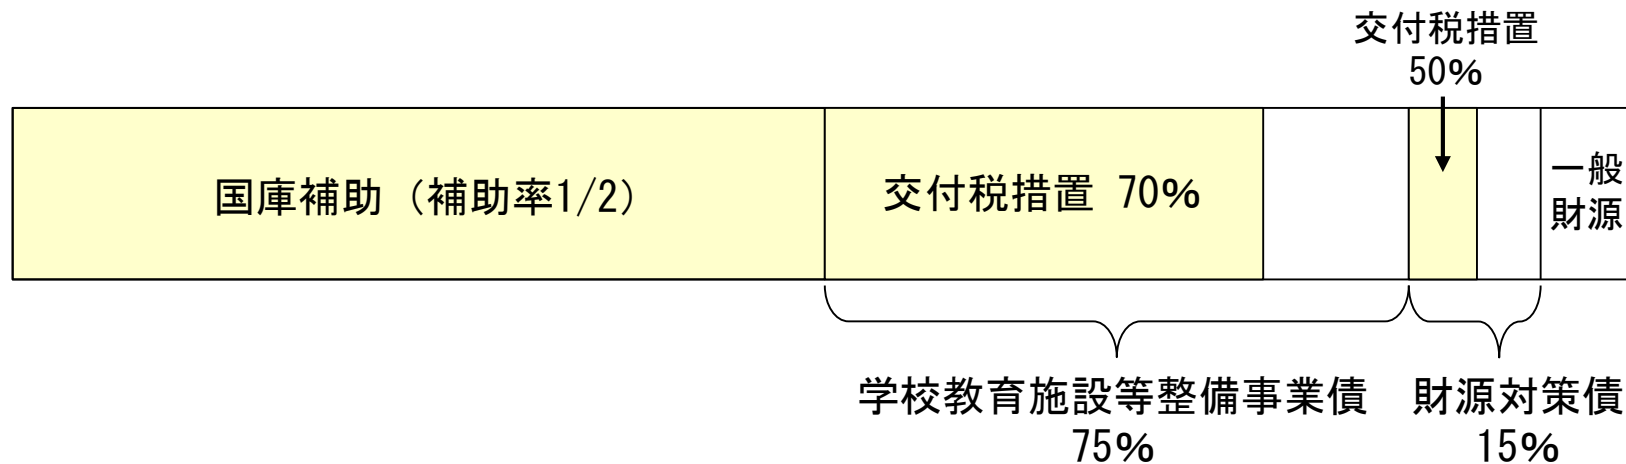 交付税措置
50%
国庫補助（補助率1/2）
交付税措置 70%
一般
財源
学校教育施設等整備事業債
75%
財源対策債
15%